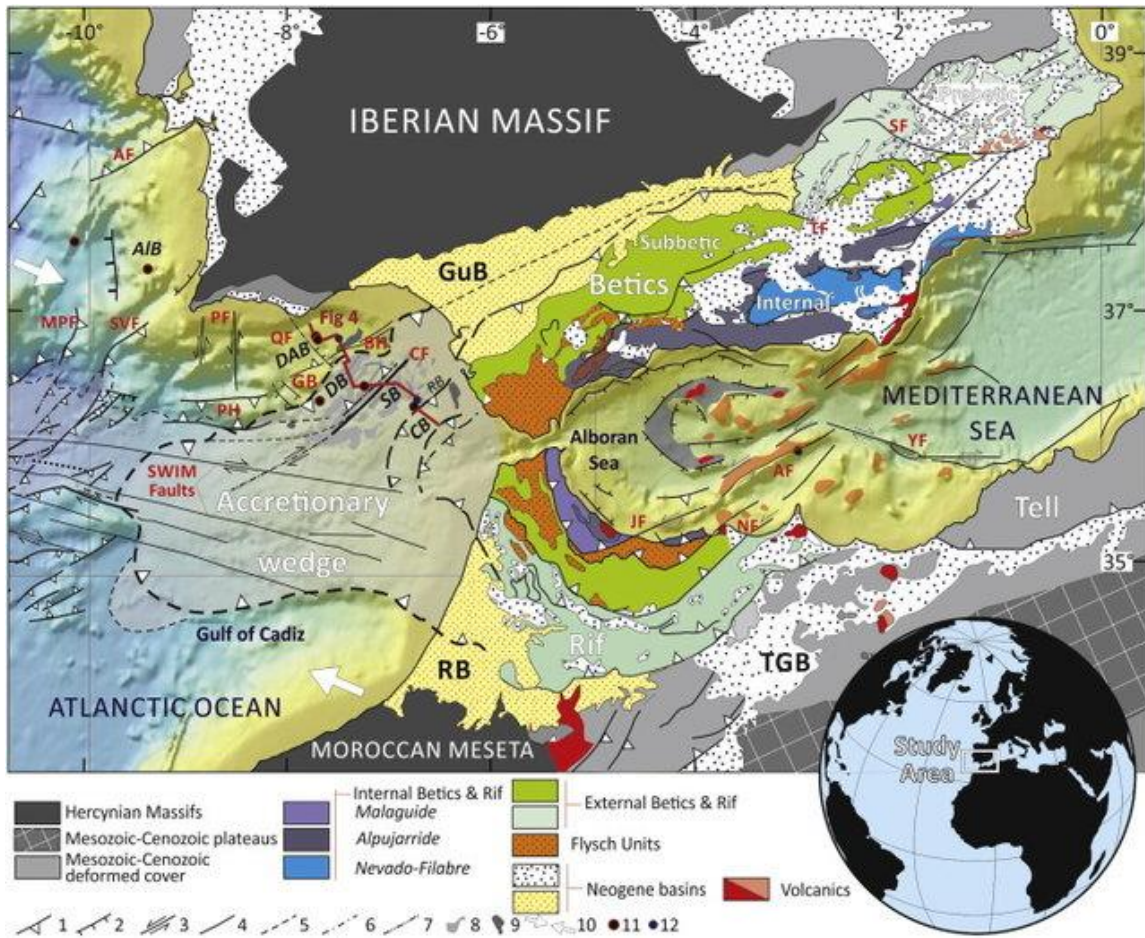 -10° 8° -6° -4 -2 0°
39°
IBERIAN MASSIF
Prebetic
SF
AF
AlB
GuB
Subbetic
TF
Betics
Internal
37°
MPF SVF PF QF Fig 4
DAB BH CF
GB DB RB
SB
PH CB
MEDITERRANEAN
SEA
Alboran
Sea
YF
AF
SWIM
Faults
Accretionary
wedge
JF NF
Tell
35°
Gulf of Cadiz
Rif
RB TGB
ATLANCTIC OCEAN
MOROCCAN MESETA
Study
Area
Hercynian Massifs
Mesozoic-Cenozoic plateaus
Mesozoic-Cenozoic
deformed cover
Internal Betics & Rif
Malaguide
Alpujarride
Nevado-Filabre
External Betics & Rif
Flysch Units
Neogene basins
Volcanics
1 2 3 4 5 6 7 8 9 10 11 12